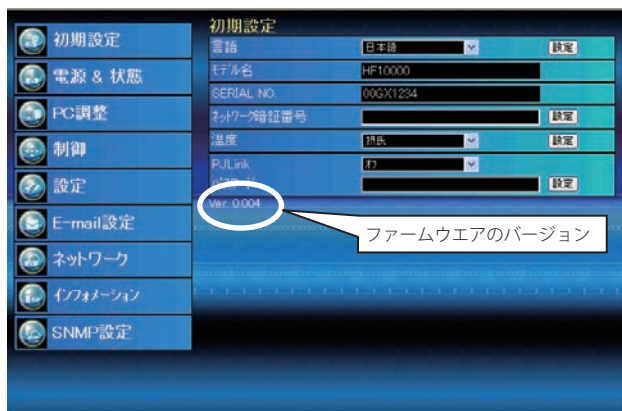 初期設定
電源 & 状態
PC調整
制御
設定
E-mail設定
ネットワーク
インフォメーション
SNMP設定
初期設定
言語 日本語 設定
モデル名 HF10000
SERIAL NO. 00GX1234
ネットワーク暗証番号 設定
温度 摂氏 設定
PJLink オフ
パスワード 設定
Ver 0.004
ファームウエアのバージョン